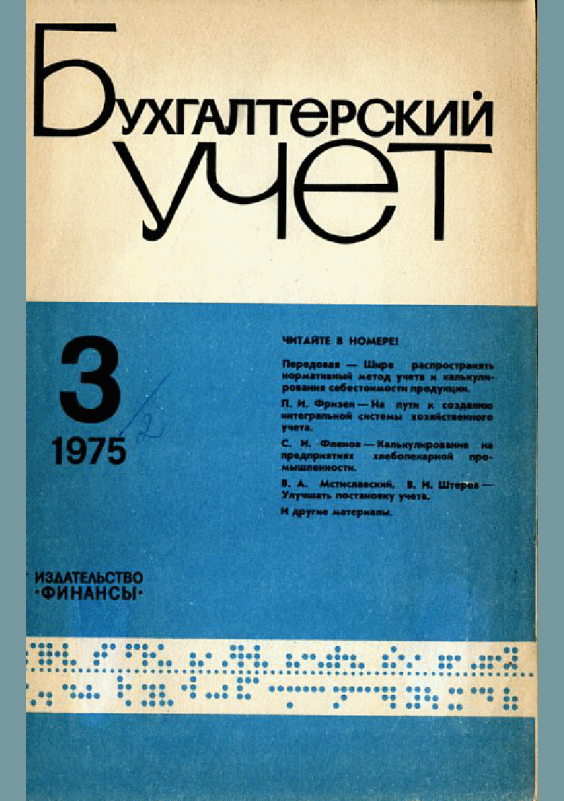 Бухгалтерский
учет
3
/2
1975
ЧИТАЙТЕ В НОМЕРЕ!
Передовая — Шире распространять
нормативный метод учета и калькули-
рования себестоимости продукции.
П. И. Фризен — На пути к созданию
интегральной системы хозяйственного
учета.
С. И. Фленов — Калькулирование на
предприятиях хлебопекарной про-
мышленности.
В. А. Мстиславский, В. И. Штерев —
Улучшать постановку учета.
И другие материалы.
ИЗДАТЕЛЬСТВО
«ФИНАНСЫ»